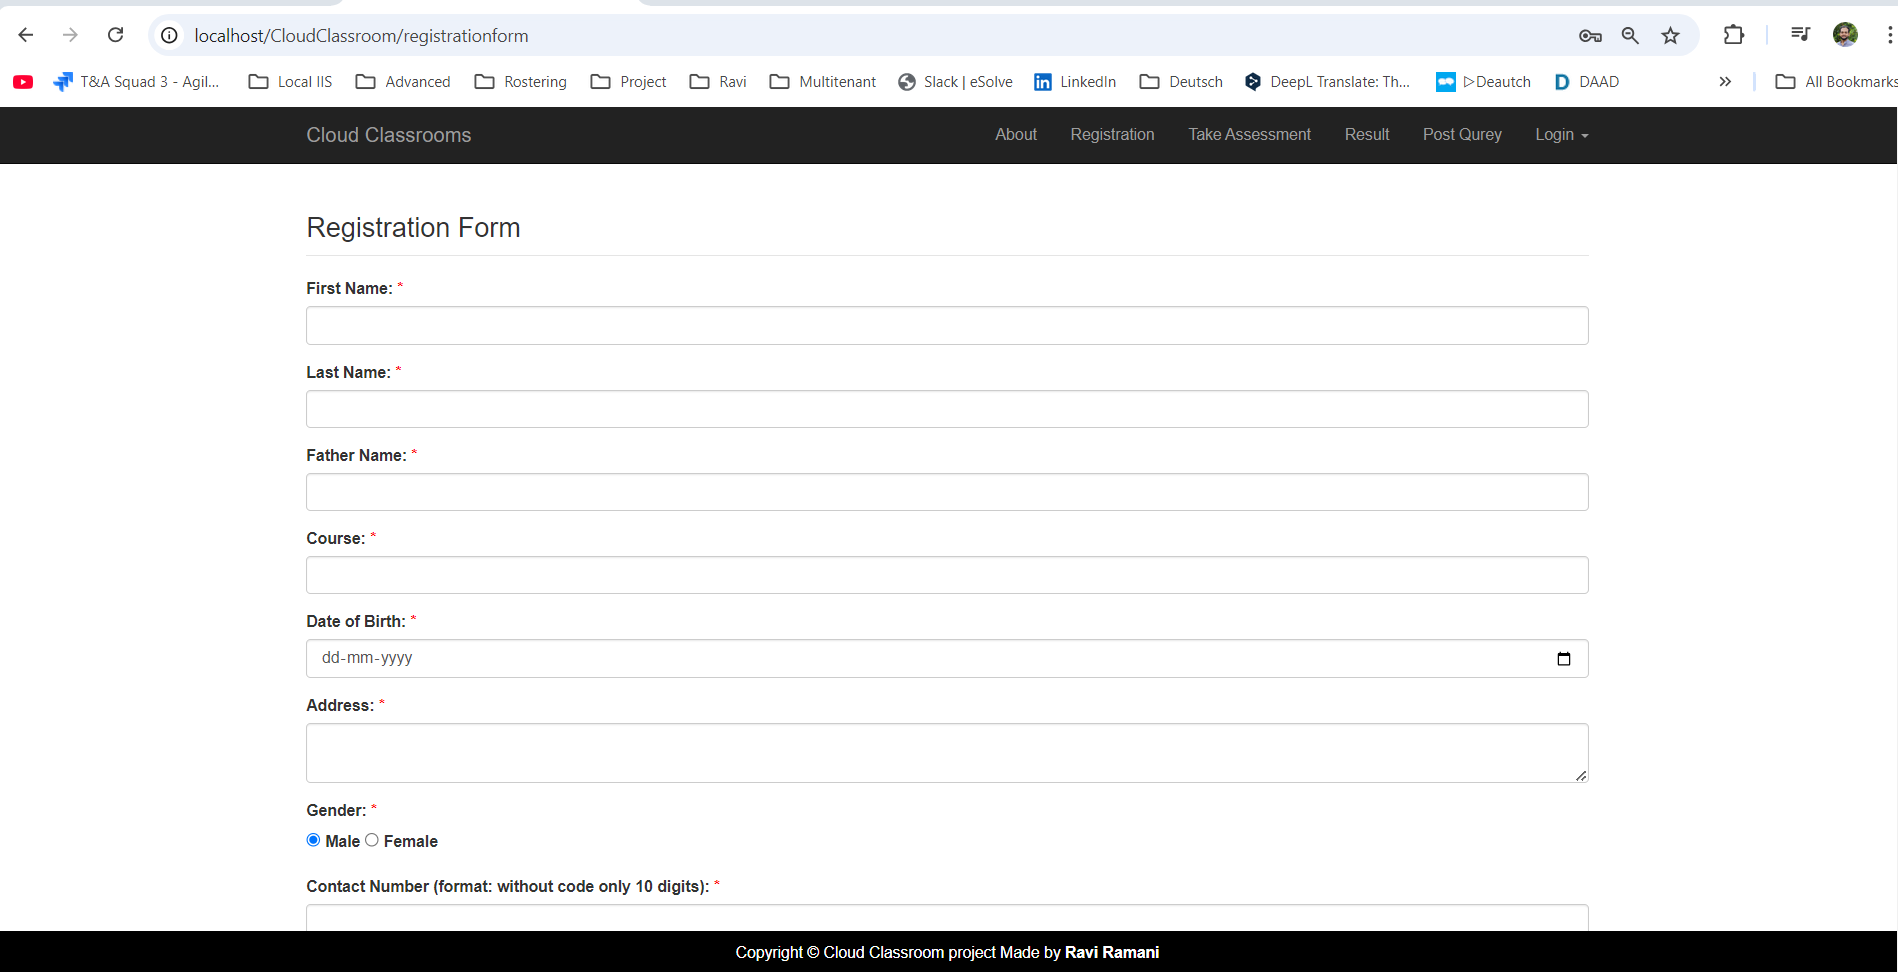 localhost/CloudClassroom/registrationform
T&A Squad 3 - Agil... Local IIS Advanced Rostering Project Ravi Multitenant Slack | eSolve LinkedIn Deutsch DeepL Translate: Th... ▷Deautch DAAD » All Bookmarks
Cloud Classrooms About Registration Take Assessment Result Post Qurey Login
Registration Form
First Name: *
Last Name: *
Father Name: *
Course: *
Date of Birth: *
dd-mm-yyyy
Address: *
Gender: *
Male Female
Contact Number (format: without code only 10 digits): *
Copyright © Cloud Classroom project Made by Ravi Ramani